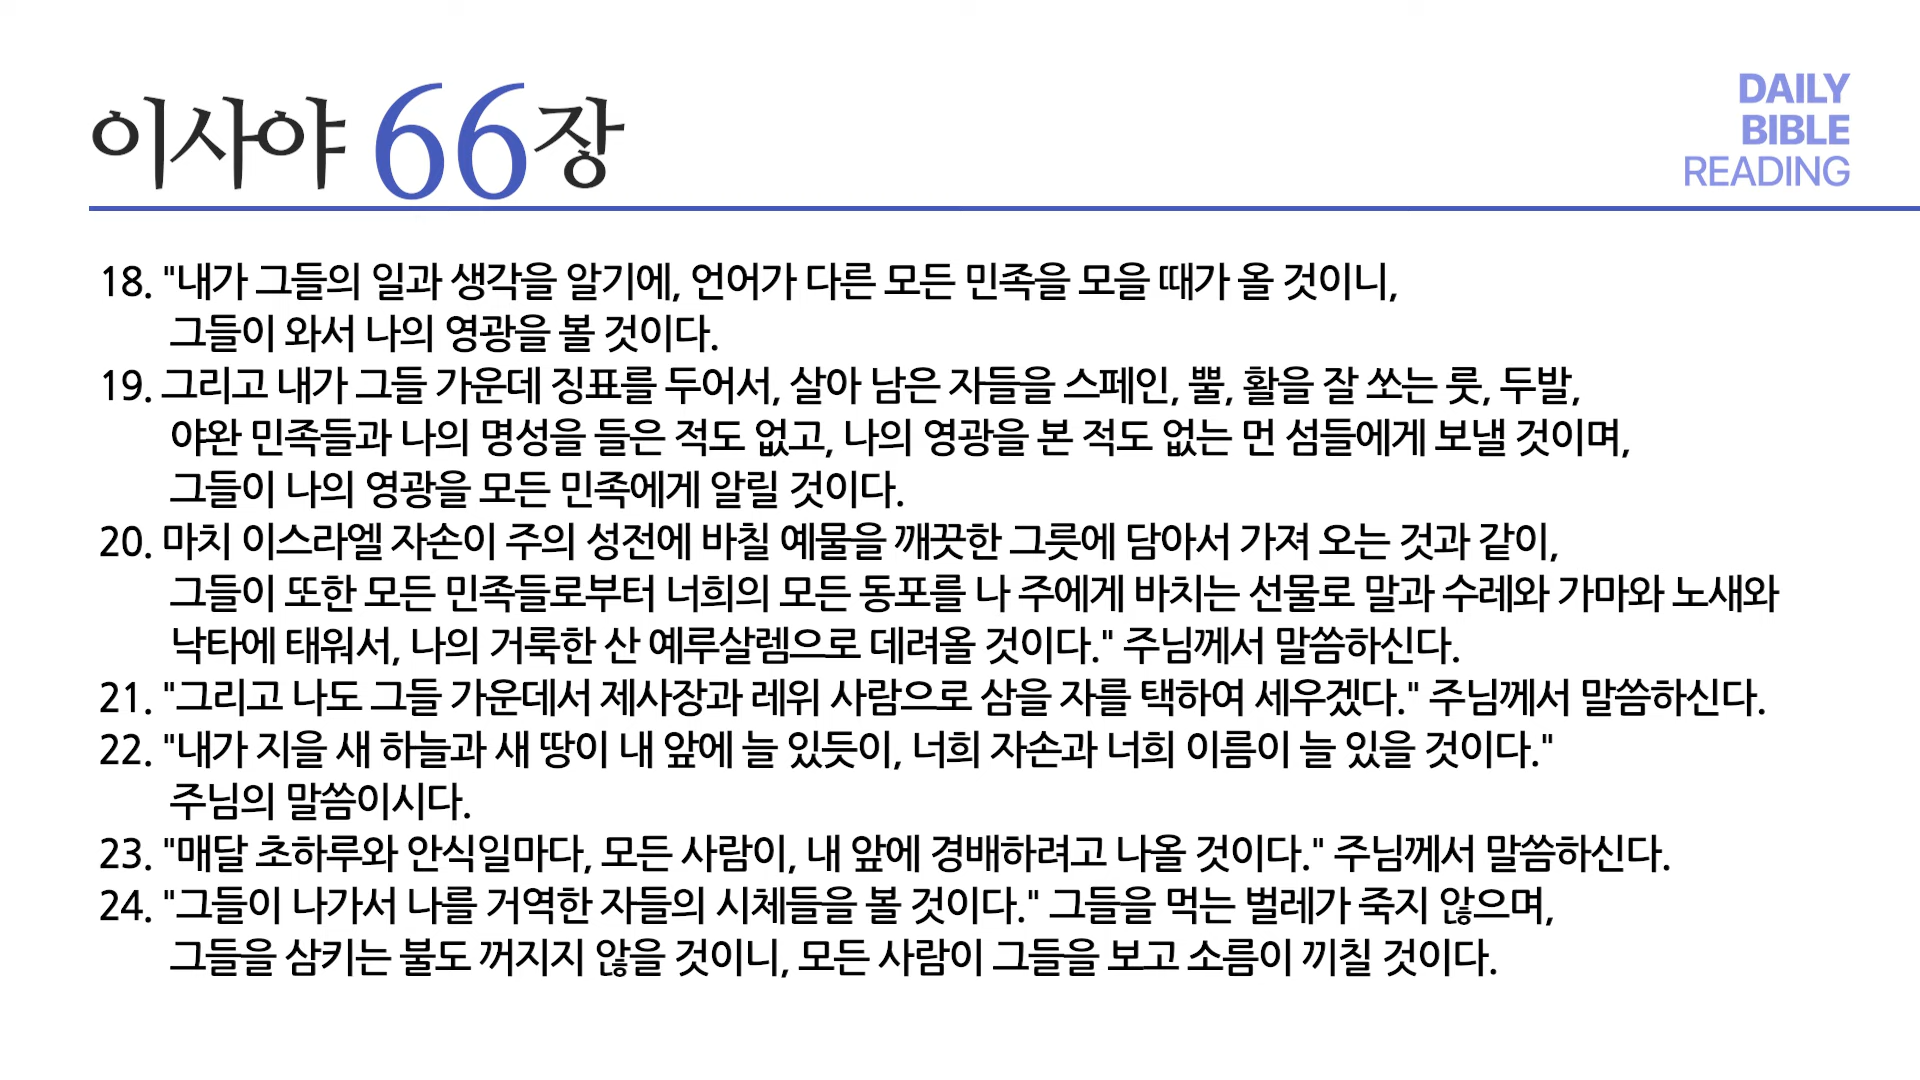 이사야 66장
DAILY
BIBLE
READING
18. "내가 그들의 일과 생각을 알기에, 언어가 다른 모든 민족을 모을 때가 올 것이니,
그들이 와서 나의 영광을 볼 것이다.
19. 그리고 내가 그들 가운데 징표를 두어서, 살아 남은 자들을 스페인, 뿔, 활을 잘 쏘는 룻, 두발,
야완 민족들과 나의 명성을 들은 적도 없고, 나의 영광을 본 적도 없는 먼 섬들에게 보낼 것이며,
그들이 나의 영광을 모든 민족에게 알릴 것이다.
20. 마치 이스라엘 자손이 주의 성전에 바칠 예물을 깨끗한 그릇에 담아서 가져 오는 것과 같이,
그들이 또한 모든 민족들로부터 너희의 모든 동포를 나 주에게 바치는 선물로 말과 수레와 가마와 노새와
낙타에 태워서, 나의 거룩한 산 예루살렘으로 데려올 것이다." 주님께서 말씀하신다.
21. "그리고 나도 그들 가운데서 제사장과 레위 사람으로 삼을 자를 택하여 세우겠다." 주님께서 말씀하신다.
22. "내가 지을 새 하늘과 새 땅이 내 앞에 늘 있듯이, 너희 자손과 너희 이름이 늘 있을 것이다."
주님의 말씀이시다.
23. "매달 초하루와 안식일마다, 모든 사람이, 내 앞에 경배하려고 나올 것이다." 주님께서 말씀하신다.
24. "그들이 나가서 나를 거역한 자들의 시체들을 볼 것이다." 그들을 먹는 벌레가 죽지 않으며,
그들을 삼키는 불도 꺼지지 않을 것이니, 모든 사람이 그들을 보고 소름이 끼칠 것이다.